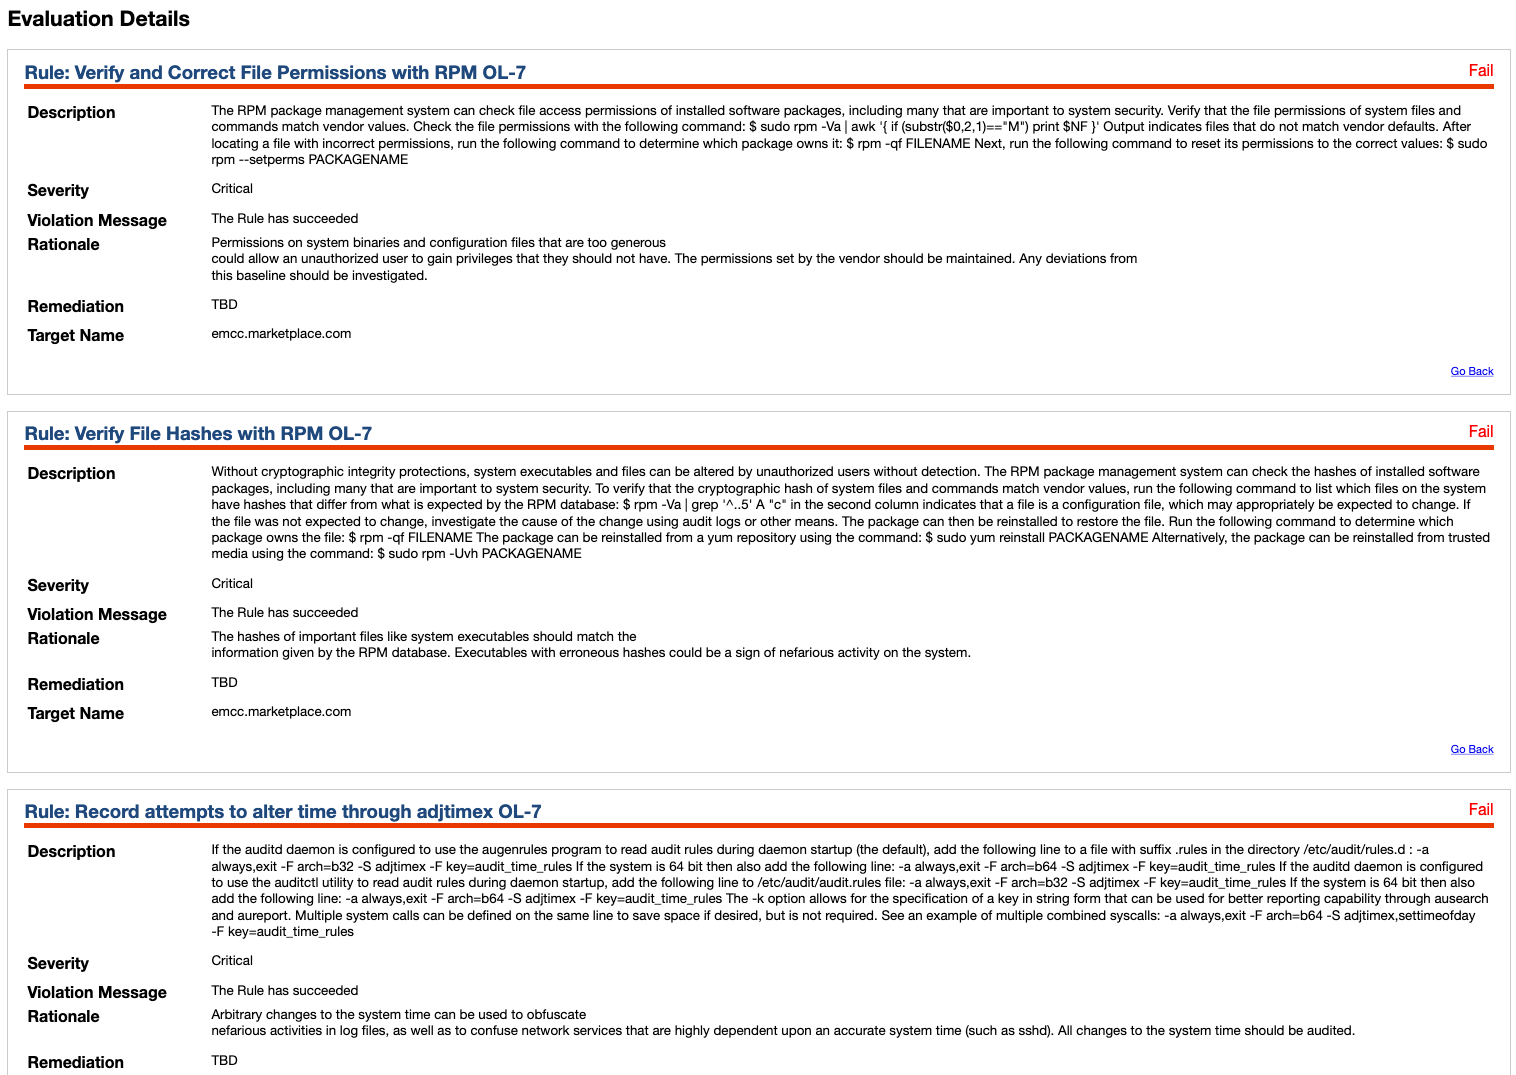 Evaluation Details
Rule: Verify and Correct File Permissions with RPM OL-7
Fail
Description
The RPM package management system can check file access permissions of installed software packages, including many that are important to system security. Verify that the file permissions of system files and
commands match vendor values. Check the file permissions with the following command: $ sudo rpm -Va | awk '{ if (substr($0,2,1)=="M") print $NF }' Output indicates files that do not match vendor defaults. After
locating a file with incorrect permissions, run the following command to determine which package owns it: $ rpm -qf FILENAME Next, run the following command to reset its permissions to the correct values: $ sudo
rpm --setperms PACKAGENAME
Severity
Critical
Violation Message
The Rule has succeeded
Rationale
Permissions on system binaries and configuration files that are too generous
could allow an unauthorized user to gain privileges that they should not have. The permissions set by the vendor should be maintained. Any deviations from
this baseline should be investigated.
Remediation
TBD
Target Name
emcc.marketplace.com
Go Back
Rule: Verify File Hashes with RPM OL-7
Fail
Description
Without cryptographic integrity protections, system executables and files can be altered by unauthorized users without detection. The RPM package management system can check the hashes of installed software
packages, including many that are important to system security. To verify that the cryptographic hash of system files and commands match vendor values, run the following command to list which files on the system
have hashes that differ from what is expected by the RPM database: $ rpm -Va | grep '^..5' A "c" in the second column indicates that a file is a configuration file, which may appropriately be expected to change. If
the file was not expected to change, investigate the cause of the change using audit logs or other means. The package can then be reinstalled to restore the file. Run the following command to determine which
package owns the file: $ rpm -qf FILENAME The package can be reinstalled from a yum repository using the command: $ sudo yum reinstall PACKAGENAME Alternatively, the package can be reinstalled from trusted
media using the command: $ sudo rpm -Uvh PACKAGENAME
Severity
Critical
Violation Message
The Rule has succeeded
Rationale
The hashes of important files like system executables should match the
information given by the RPM database. Executables with erroneous hashes could be a sign of nefarious activity on the system.
Remediation
TBD
Target Name
emcc.marketplace.com
Go Back
Rule: Record attempts to alter time through adjtimex OL-7
Fail
Description
If the auditd daemon is configured to use the augenrules program to read audit rules during daemon startup (the default), add the following line to a file with suffix .rules in the directory /etc/audit/rules.d : -a
always,exit -F arch=b32 -S adjtimex -F key=audit_time_rules If the system is 64 bit then also add the following line: -a always,exit -F arch=b64 -S adjtimex -F key=audit_time_rules If the auditd daemon is configured
to use the auditctl utility to read audit rules during daemon startup, add the following line to /etc/audit/audit.rules file: -a always,exit -F arch=b32 -S adjtimex -F key=audit_time_rules If the system is 64 bit then also
add the following line: -a always,exit -F arch=b64 -S adjtimex -F key=audit_time_rules The -k option allows for the specification of a key in string form that can be used for better reporting capability through ausearch
and aureport. Multiple system calls can be defined on the same line to save space if desired, but is not required. See an example of multiple combined syscalls: -a always,exit -F arch=b64 -S adjtimex,settimeofday
-F key=audit_time_rules
Severity
Critical
Violation Message
The Rule has succeeded
Rationale
Arbitrary changes to the system time can be used to obfuscate
nefarious activities in log files, as well as to confuse network services that are highly dependent upon an accurate system time (such as sshd). All changes to the system time should be audited.
Remediation
TBD